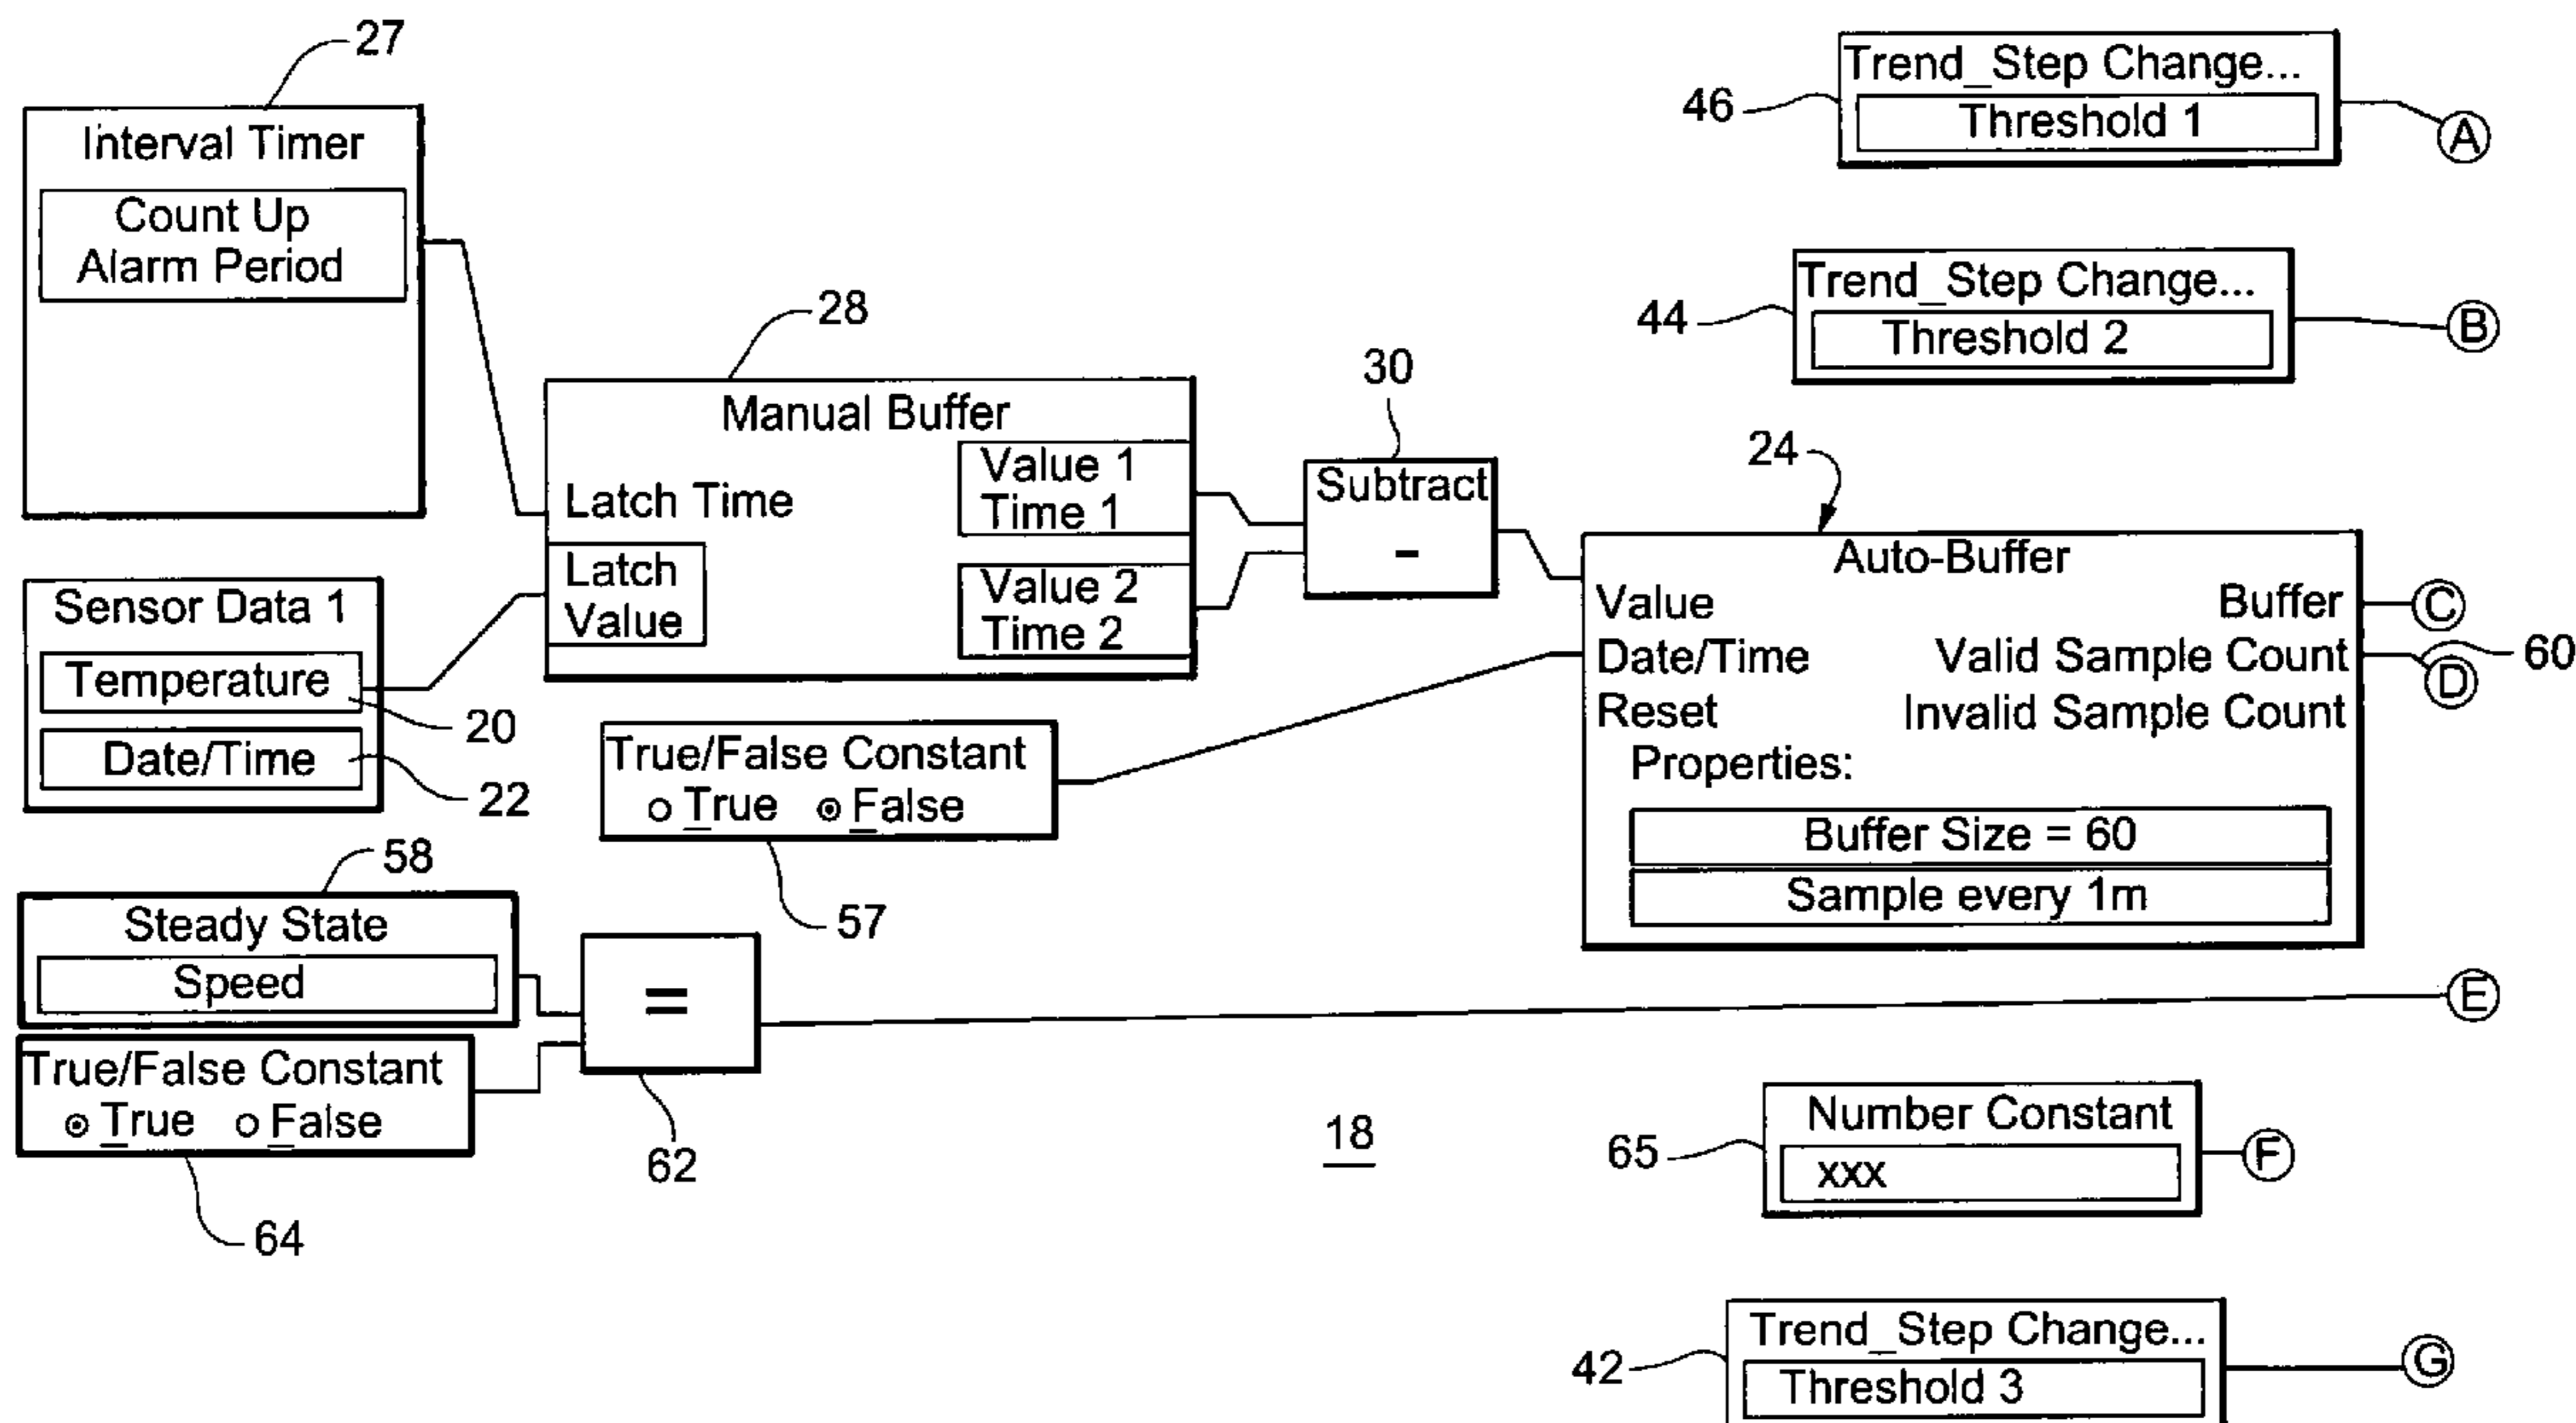 27
Interval Timer
Count Up
Alarm Period
Sensor Data 1
Temperature
20
Date/Time
22
28
Manual Buffer
Latch Time
Latch
Value
Value 1
Time 1
Value 2
Time 2
30
Subtract
-
46
Trend_Step Change...
Threshold 1
A
44
Trend_Step Change...
Threshold 2
B
24
Auto-Buffer
Value
Date/Time
Reset
Buffer
Valid Sample Count
Invalid Sample Count
Properties:
Buffer Size = 60
Sample every 1m
C
60
D
True/False Constant
True False
57
58
Steady State
Speed
True/False Constant
True False
64
=
62
E
18
65
Number Constant
xxx
F
42
Trend_Step Change...
Threshold 3
G